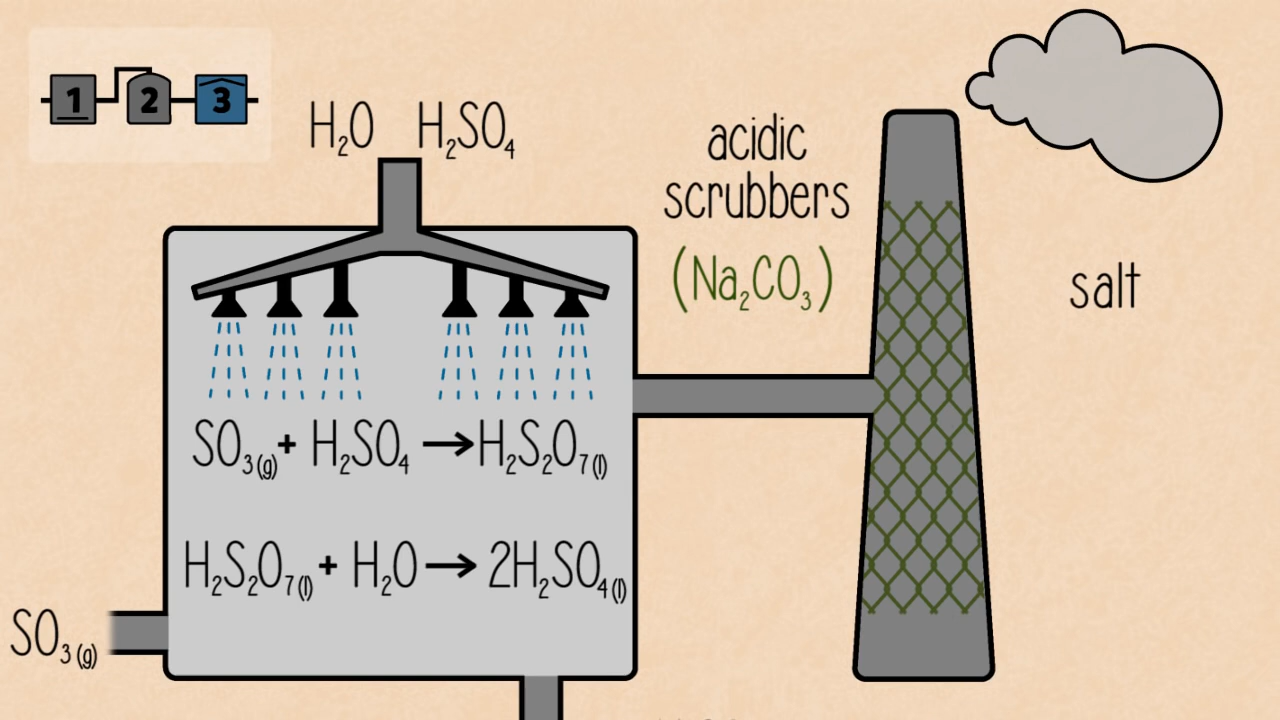 1 2 3
H₂O H₂SO₄
acidic
scrubbers
(Na₂CO₃)
salt
SO₃(g) + H₂SO₄ → H₂S₂O₇(l)
H₂S₂O₇(l) + H₂O → 2H₂SO₄(l)
SO₃(g)